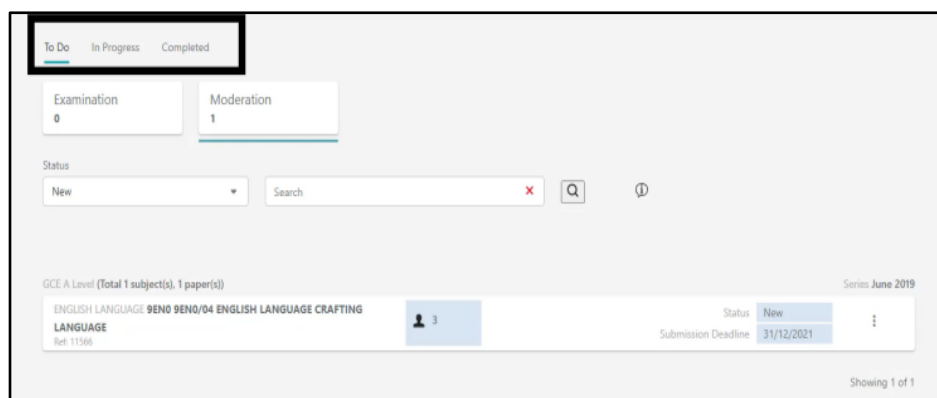 To Do In Progress Completed
Examination Moderation
0 1
Status
New Search
GCE A Level (Total 1 subject(s), 1 paper(s)) Series June 2019
ENGLISH LANGUAGE 9EN0 9EN0/04 ENGLISH LANGUAGE CRAFTING
LANGUAGE
3
Status New
Ref: 11566
Submission Deadline 31/12/2021
Showing 1 of 1